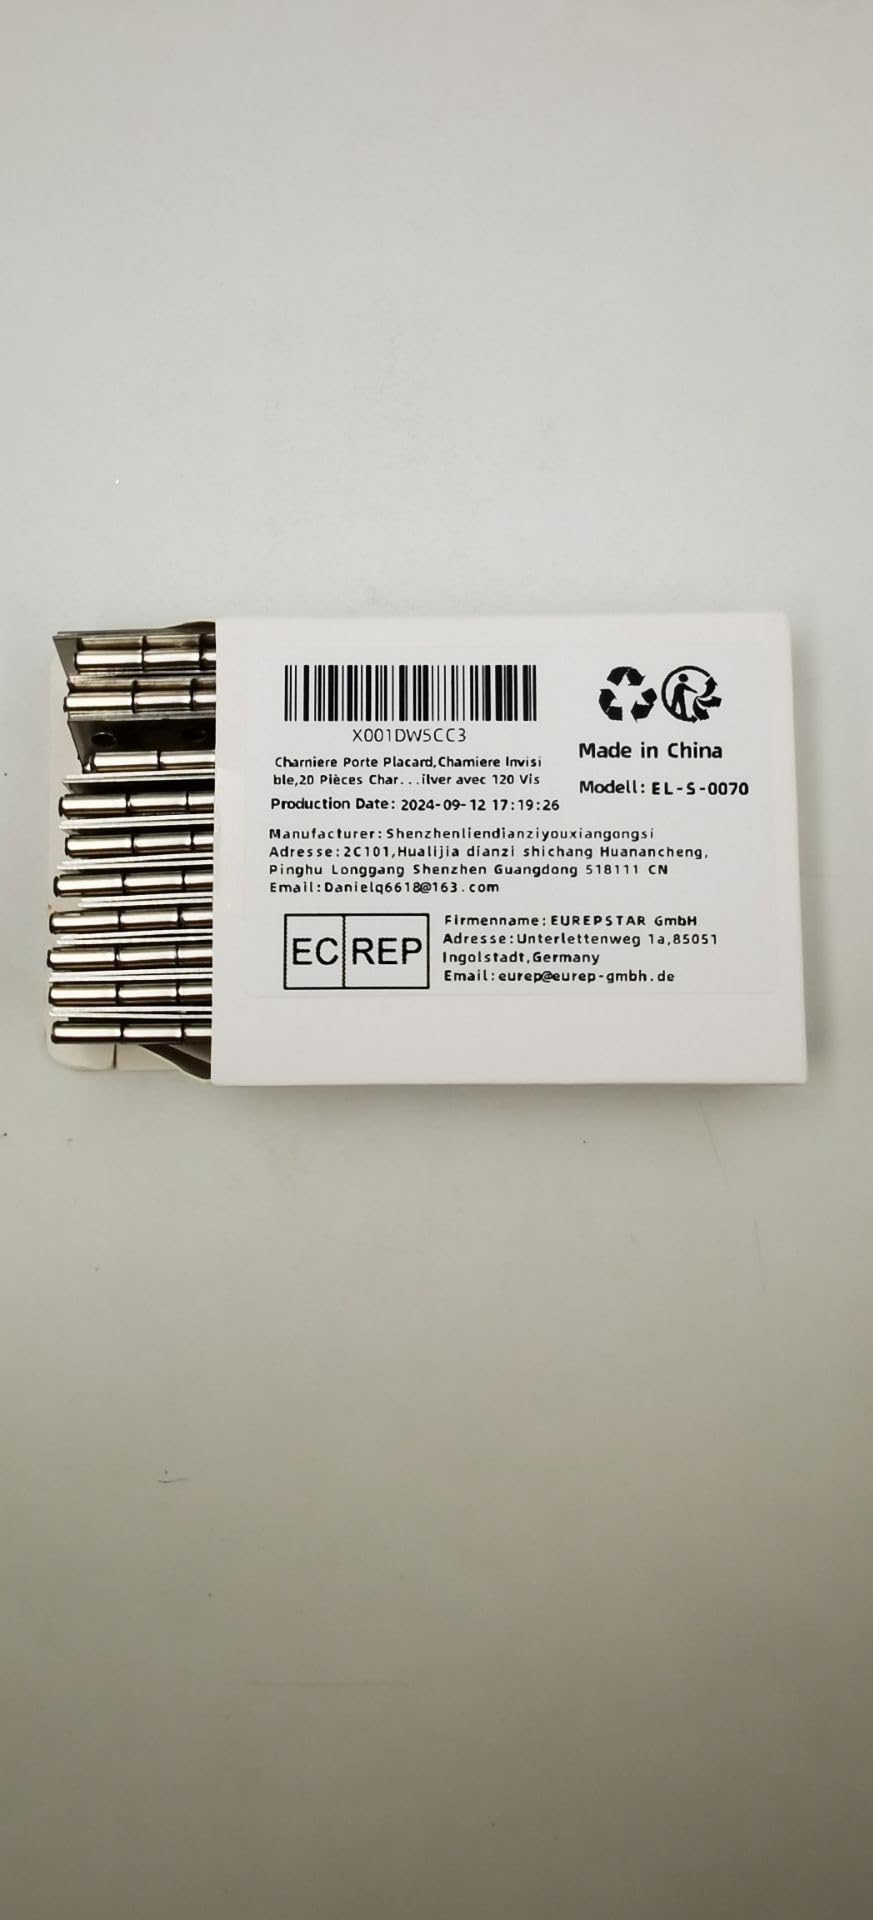 X001DW5CC3
Charniere Porte Placard,Chamiere Invisi
ble,20 Pièces Char...ilver avec 120 Vis
Production Date: 2024-09-12 17:19:26
Made in China
Modell: EL-S-0070
Manufacturer:Shenzhenliendianziyouxiangongsi
Adresse:2C101,Hualijia dianzi shichang Huanancheng,
Pinghu Longgang Shenzhen Guangdong 518111 CN
Email:Danielq6618@163.com
EC REP
Firmenname:EUREPSTAR GmbH
Adresse:Unterlettenweg 1a,85051
Ingolstadt,Germany
Email:eurep@eurep-gmbh.de